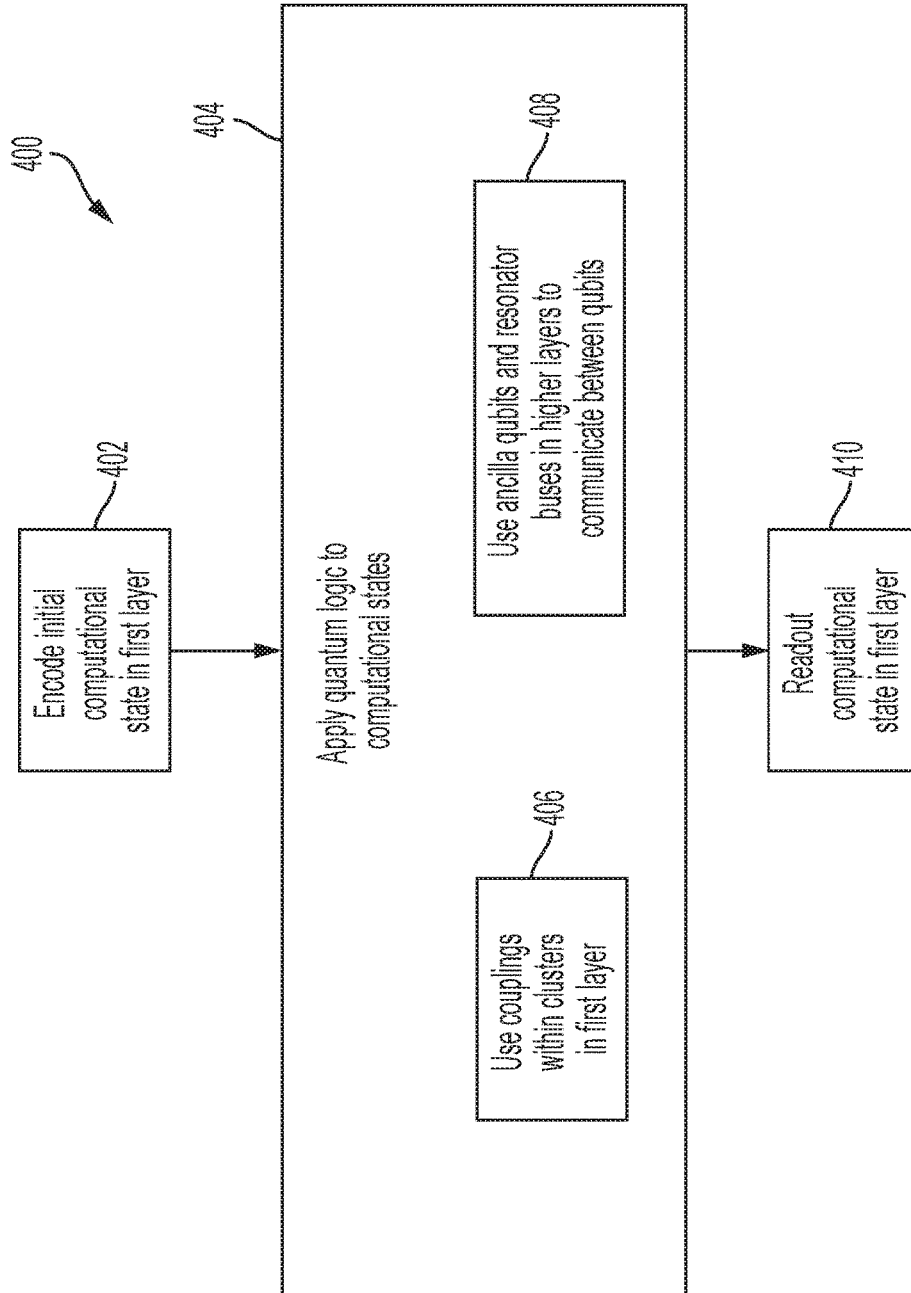 400
Encode initial
computational
state in first layer
402
404
Apply quantum logic to
computational states
Use couplings
within clusters
in first layer
406
Use ancilla qubits and resonator
buses in higher layers to
communicate between qubits
408
Readout
computational
state in first layer
410